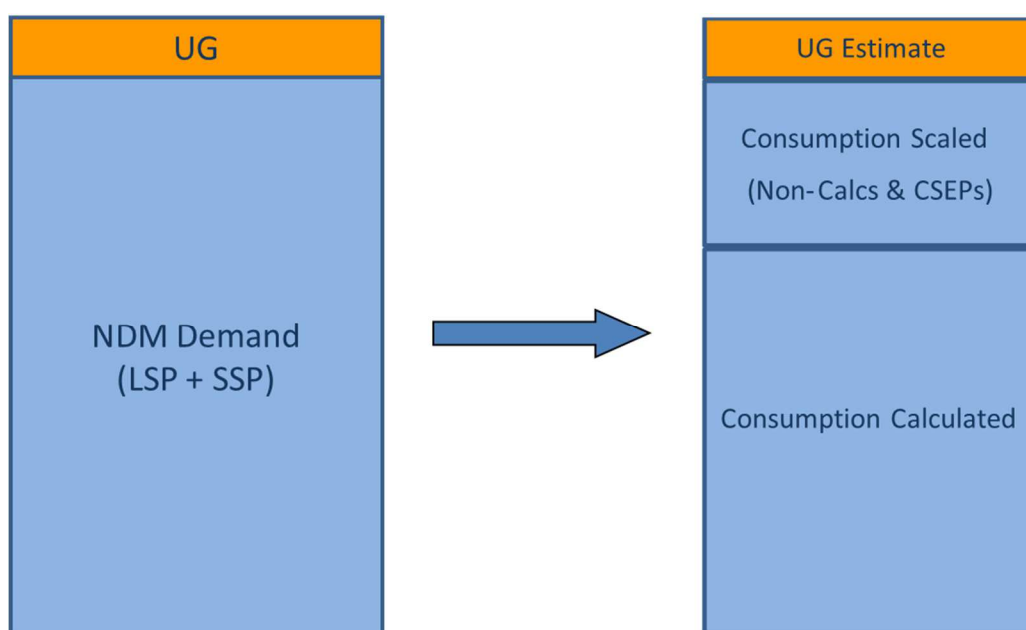 UG
NDM Demand
(LSP + SSP)
UG Estimate
Consumption Scaled
(Non-Calcs & CSEPs)
Consumption Calculated